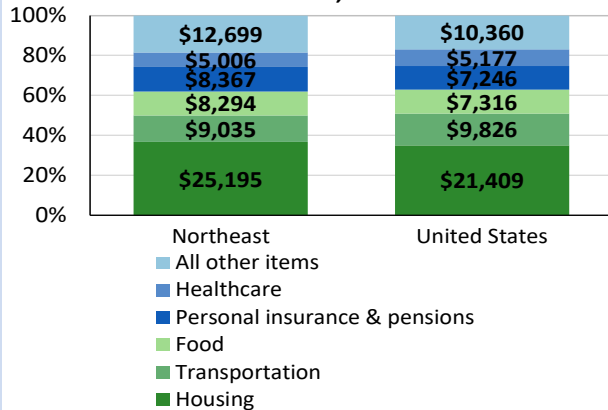 100%
80%
60%
40%
20%
0%
$12,699
$5,006
$8,367
$8,294
$9,035
$25,195
$10,360
$5,177
$7,246
$7,316
$9,826
$21,409
Northeast
United States
All other items
Healthcare
Personal insurance & pensions
Food
Transportation
Housing